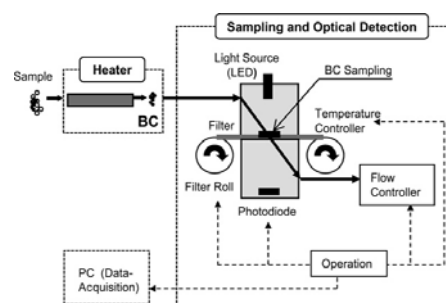 Sampling and Optical Detection
Heater
Light Source
(LED)
BC Sampling
Sample
BC
Filter
Temperature
Controller
Filter Roll
Photodiode
Flow
Controller
Operation
PC (Data-
Acquisition)